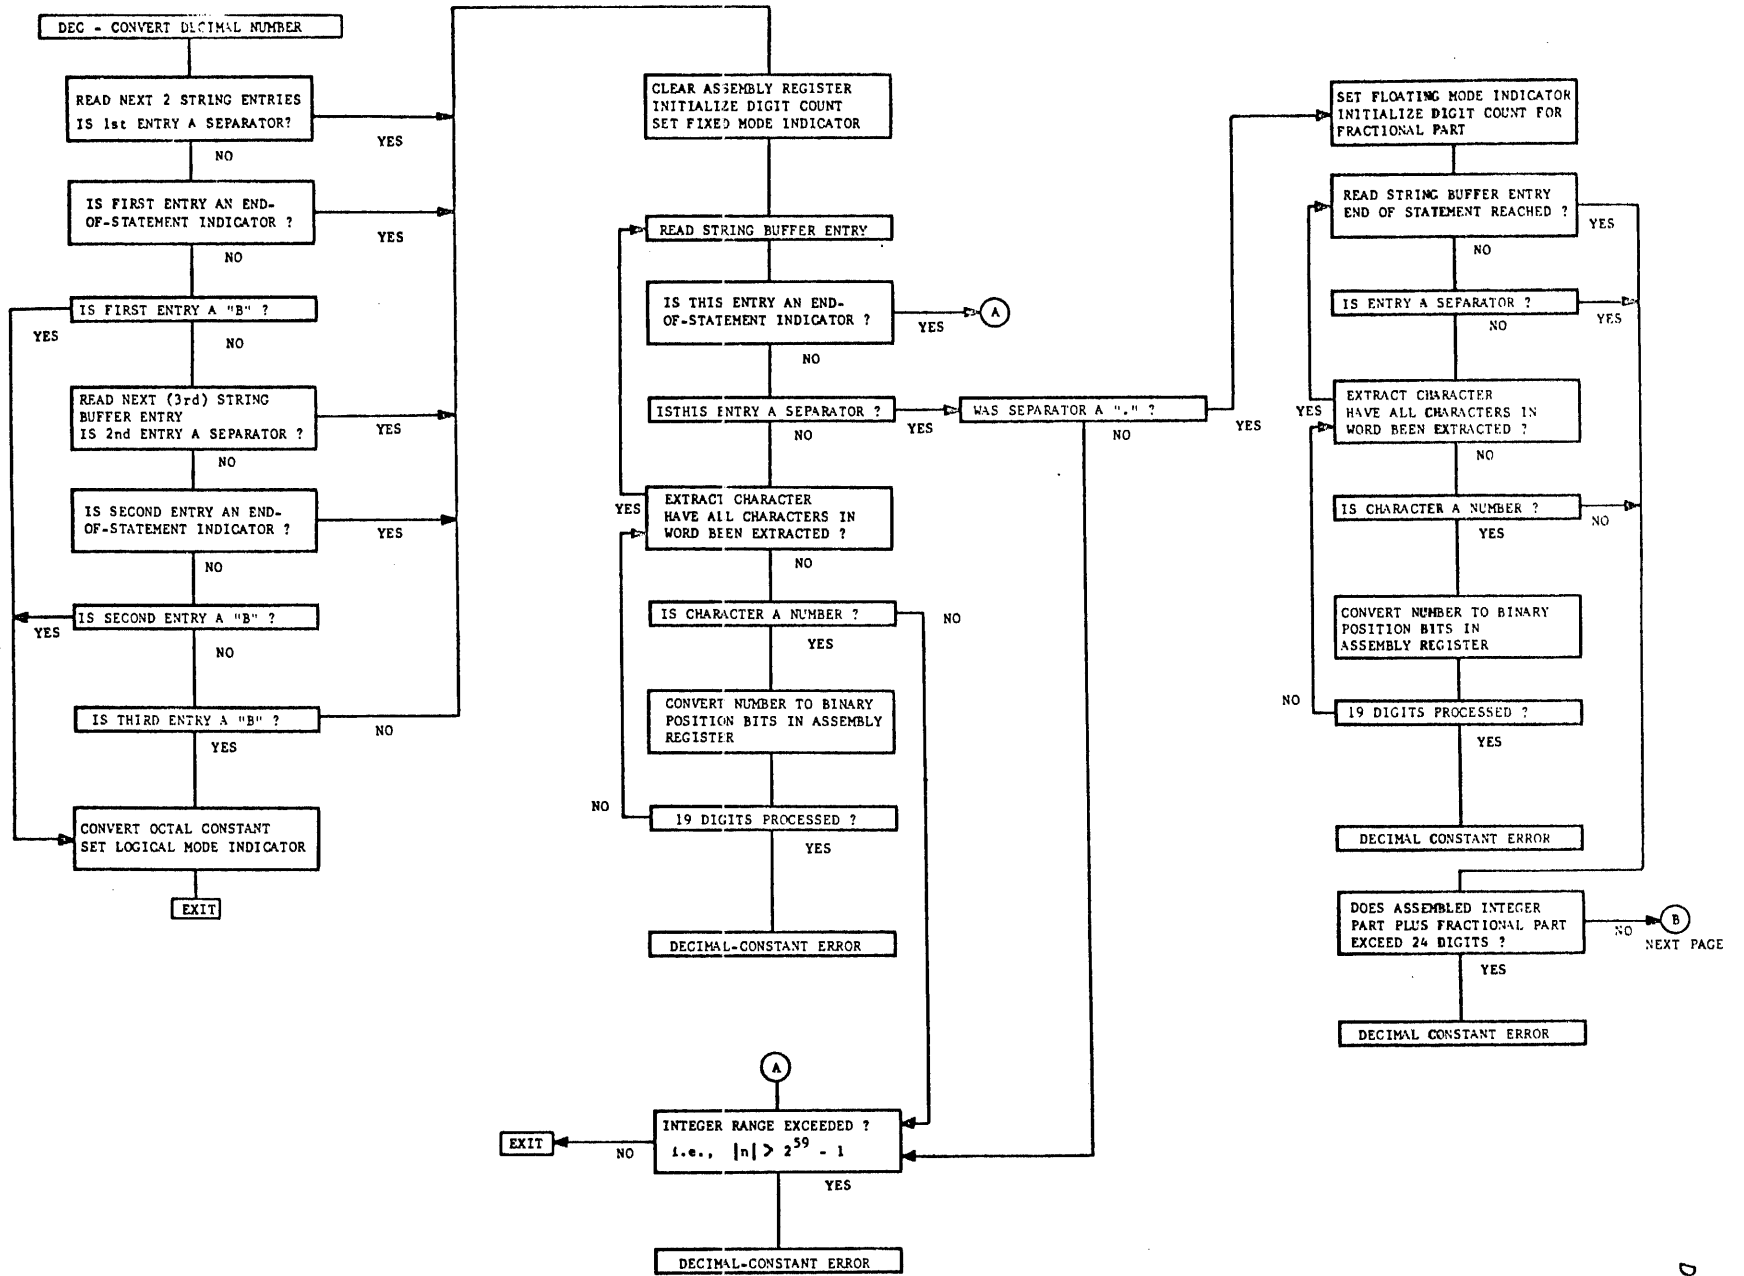 DEC - CONVERT DECIMAL NUMBER
READ NEXT 2 STRING ENTRIES
IS 1st ENTRY A SEPARATOR?
YES
NO
IS FIRST ENTRY AN END-
OF-STATEMENT INDICATOR ?
YES
NO
IS FIRST ENTRY A "B" ?
YES
NO
READ NEXT (3rd) STRING
BUFFER ENTRY
IS 2nd ENTRY A SEPARATOR ?
YES
NO
IS SECOND ENTRY AN END-
OF-STATEMENT INDICATOR ?
YES
NO
IS SECOND ENTRY A "B" ?
YES
NO
IS THIRD ENTRY A "B" ?
NO
YES
CONVERT OCTAL CONSTANT
SET LOGICAL MODE INDICATOR
EXIT
CLEAR ASSEMBLY REGISTER
INITIALIZE DIGIT COUNT
SET FIXED MODE INDICATOR
READ STRING BUFFER ENTRY
IS THIS ENTRY AN END-
OF-STATEMENT INDICATOR ?
YES
A
NO
ISTHIS ENTRY A SEPARATOR ?
YES
NO
WAS SEPARATOR A "." ?
YES
NO
EXTRACT CHARACTER
HAVE ALL CHARACTERS IN
WORD BEEN EXTRACTED ?
YES
NO
IS CHARACTER A NUMBER ?
NO
YES
CONVERT NUMBER TO BINARY
POSITION BITS IN ASSEMBLY
REGISTER
19 DIGITS PROCESSED ?
NO
YES
DECIMAL-CONSTANT ERROR
A
INTEGER RANGE EXCEEDED ?
i.e., |n| > 2^59 - 1
NO
EXIT
YES
DECIMAL-CONSTANT ERROR
SET FLOATING MODE INDICATOR
INITIALIZE DIGIT COUNT FOR
FRACTIONAL PART
READ STRING BUFFER ENTRY
END OF STATEMENT REACHED ?
YES
NO
IS ENTRY A SEPARATOR ?
YES
NO
EXTRACT CHARACTER
HAVE ALL CHARACTERS IN
WORD BEEN EXTRACTED ?
YES
NO
IS CHARACTER A NUMBER ?
NO
YES
CONVERT NUMBER TO BINARY
POSITION BITS IN
ASSEMBLY REGISTER
19 DIGITS PROCESSED ?
NO
YES
DECIMAL CONSTANT ERROR
DOES ASSEMBLED INTEGER
PART PLUS FRACTIONAL PART
EXCEED 24 DIGITS ?
NO
B
NEXT PAGE
YES
DECIMAL CONSTANT ERROR
D